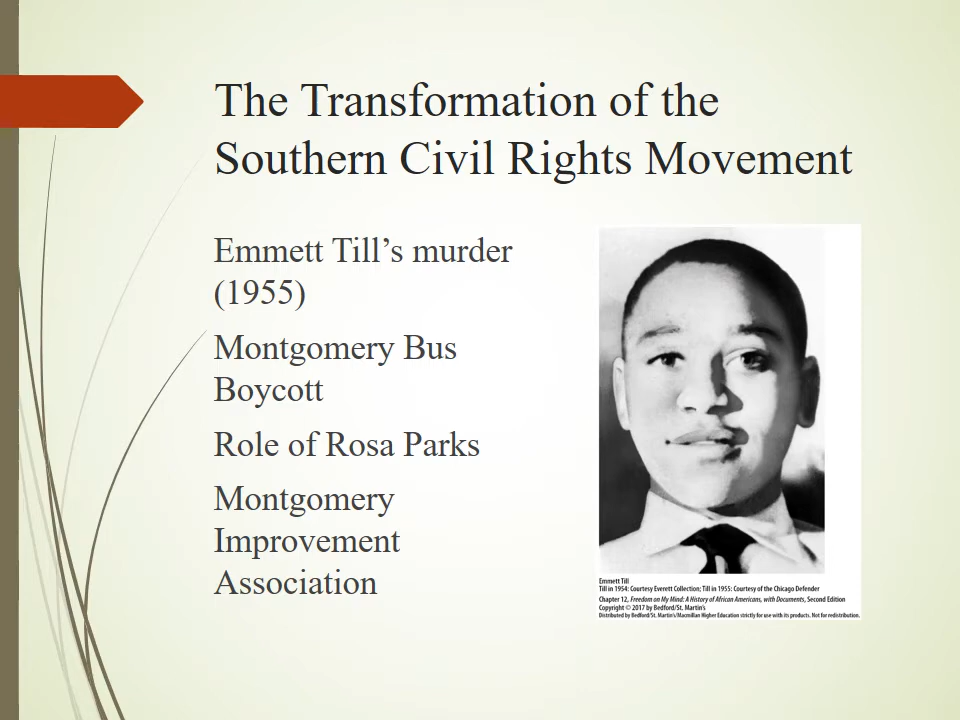 The Transformation of the
Southern Civil Rights Movement
Emmett Till’s murder
(1955)
Montgomery Bus
Boycott
Role of Rosa Parks
Montgomery
Improvement
Association
Emmett Till
Till in 1954: Courtesy Everett Collection; Till in 1955: Courtesy of the Chicago Defender
Chapter 12, Freedom on My Mind: A History of African Americans, with Documents, Second Edition
Copyright © 2017 by Bedford/St. Martin's
Distributed by Bedford/St. Martin's/Macmillan Higher Education strictly for use with its products. Not for redistribution.